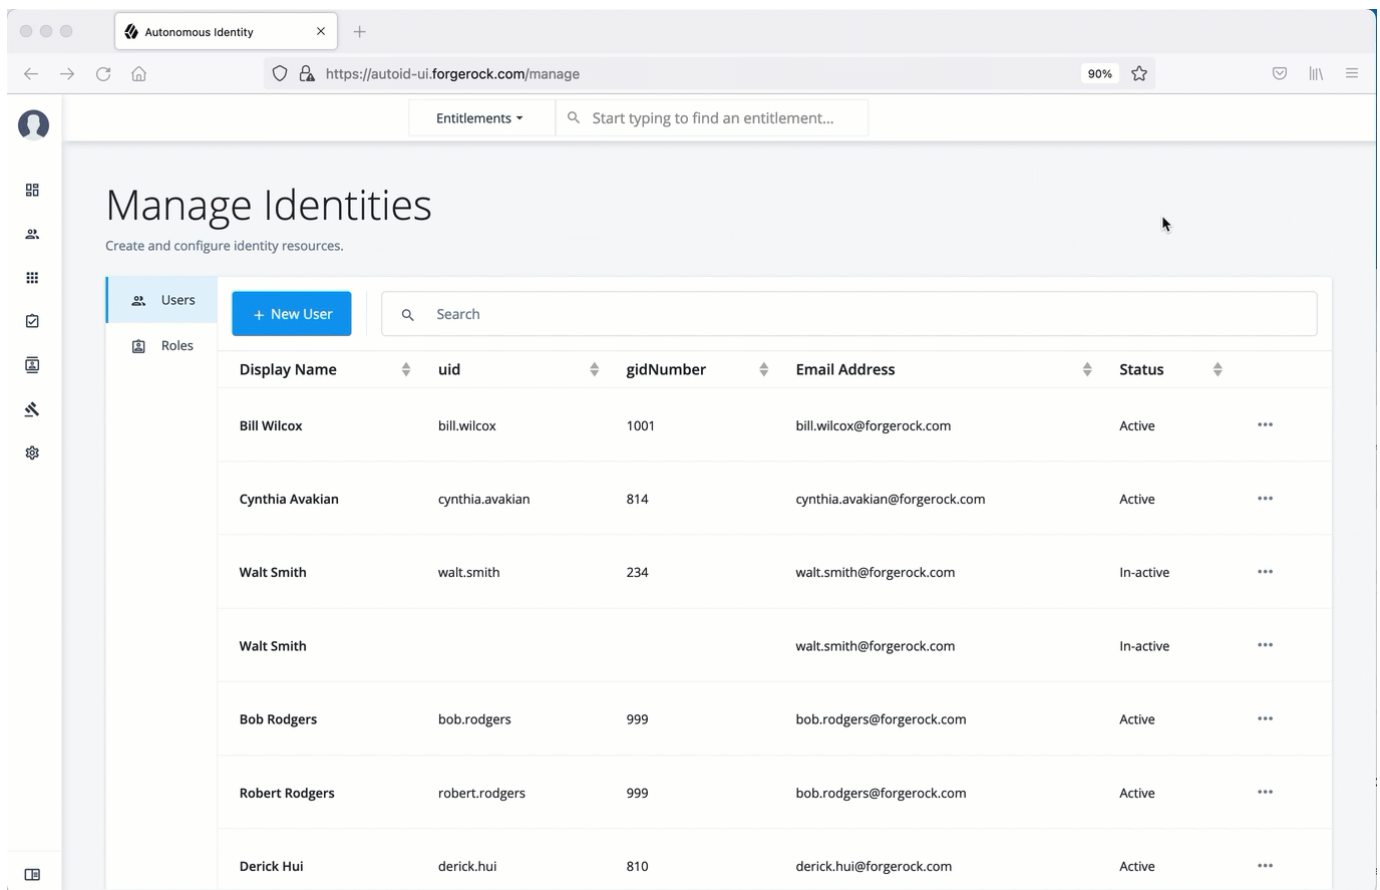 Autonomous Identity
https://autoid-ui.forgerock.com/manage 90%
Entitlements Start typing to find an entitlement...
Manage Identities
Create and configure identity resources.
Users + New User Search
Roles
Display Name uid gidNumber Email Address Status
Bill Wilcox bill.wilcox 1001 bill.wilcox@forgerock.com Active
Cynthia Avakian cynthia.avakian 814 cynthia.avakian@forgerock.com Active
Walt Smith walt.smith 234 walt.smith@forgerock.com In-active
Walt Smith walt.smith@forgerock.com In-active
Bob Rodgers bob.rodgers 999 bob.rodgers@forgerock.com Active
Robert Rodgers robert.rodgers 999 bob.rodgers@forgerock.com Active
Derick Hui derick.hui 810 derick.hui@forgerock.com Active